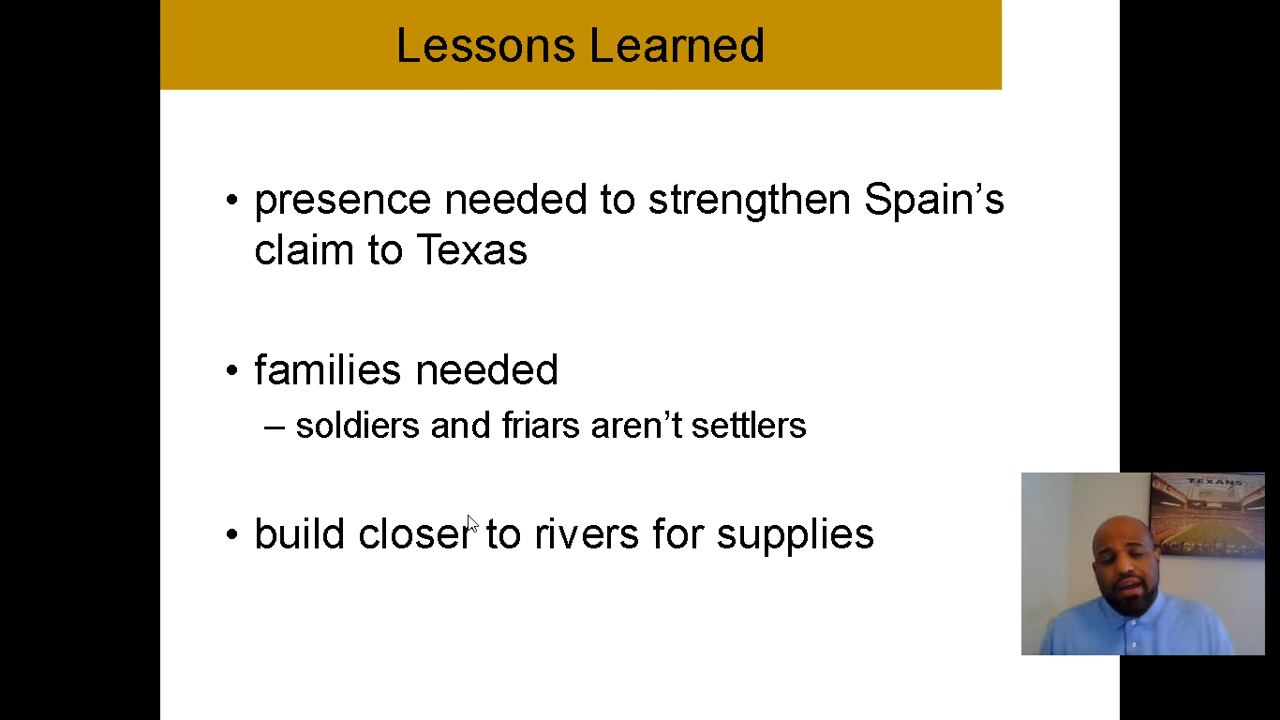 Lessons Learned
• presence needed to strengthen Spain’s
claim to Texas
• families needed
– soldiers and friars aren’t settlers
• build closer to rivers for supplies
TEXANS